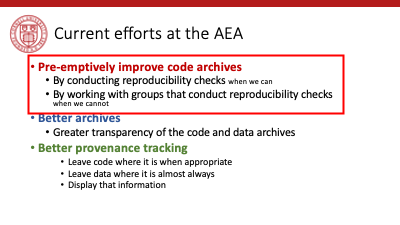 Current efforts at the AEA
• Pre-emptively improve code archives
• By conducting reproducibility checks when we can
• By working with groups that conduct reproducibility checks
when we cannot
• Better archives
• Greater transparency of the code and data archives
• Better provenance tracking
• Leave code where it is when appropriate
• Leave data where it is almost always
• Display that information